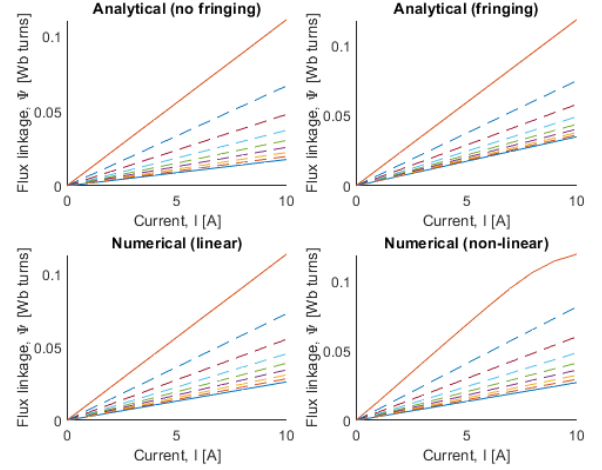 Analytical (no fringing)
Flux linkage, Ψ [Wb turns]
0.1
0.05
0
0
5
10
Current, I [A]
Analytical (fringing)
Flux linkage, Ψ [Wb turns]
0.1
0.05
0
0
5
10
Current, I [A]
Numerical (linear)
Flux linkage, Ψ [Wb turns]
0.1
0.05
0
0
5
10
Current, I [A]
Numerical (non-linear)
Flux linkage, Ψ [Wb turns]
0.1
0.05
0
0
5
10
Current, I [A]